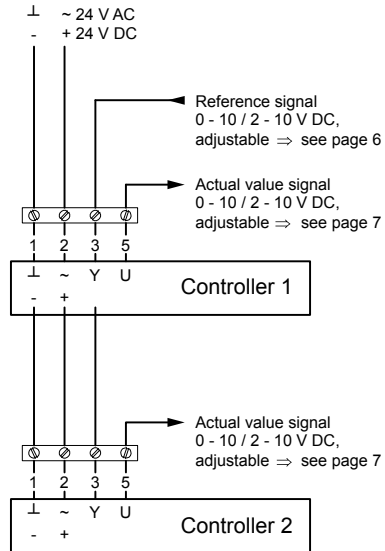 ⊥ ~ 24 V AC
- + 24 V DC
Reference signal
0 - 10 / 2 - 10 V DC,
adjustable ⇒ see page 6
Actual value signal
0 - 10 / 2 - 10 V DC,
adjustable ⇒ see page 7
1 2 3 5
⊥ ~ Y U
- +
Controller 1
Actual value signal
0 - 10 / 2 - 10 V DC,
adjustable ⇒ see page 7
1 2 3 5
⊥ ~ Y U
- +
Controller 2